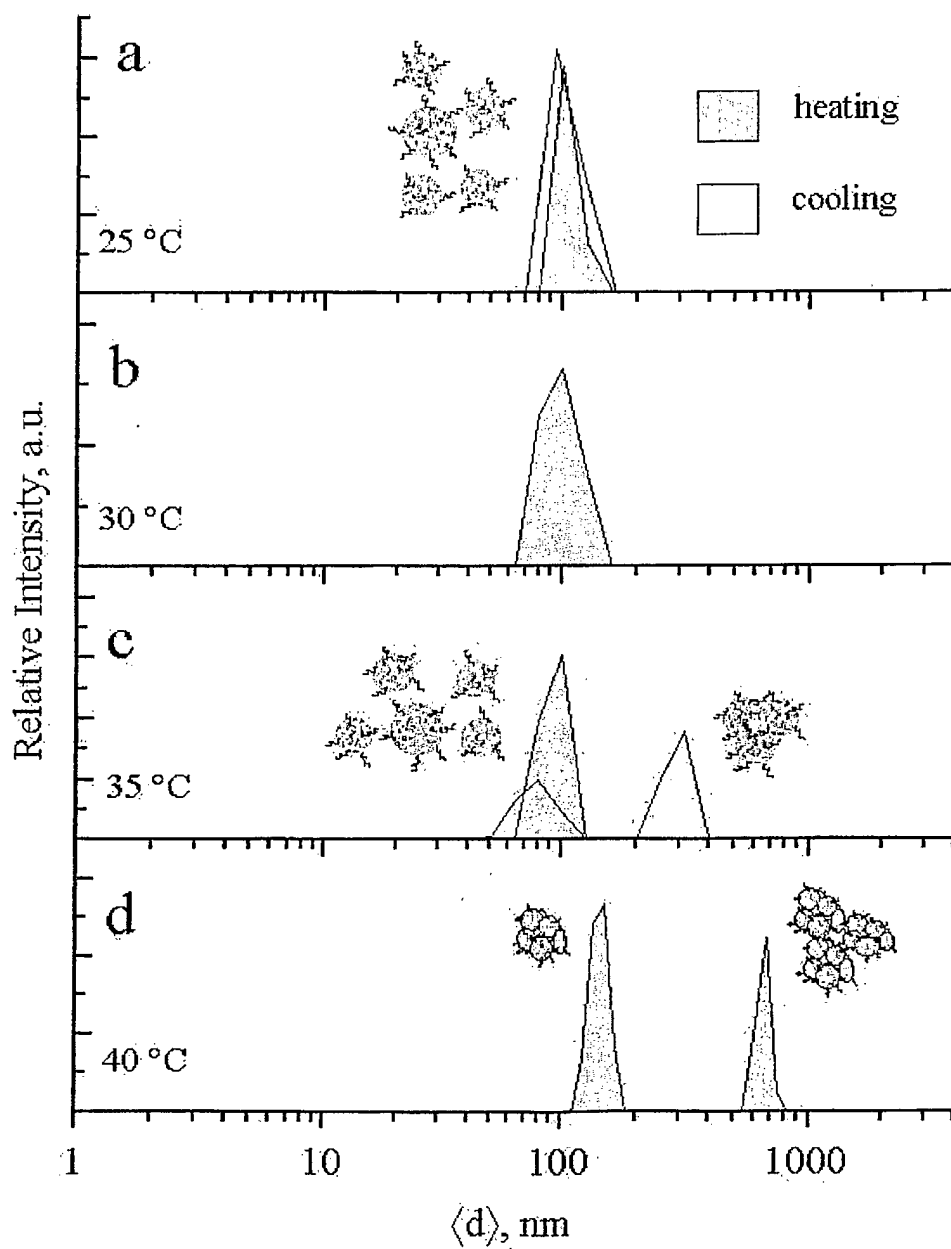 a
heating
cooling
25 °C
b
30 °C
c
35 °C
d
40 °C
Relative Intensity, a.u.
1 10 100 1000
⟨d⟩, nm